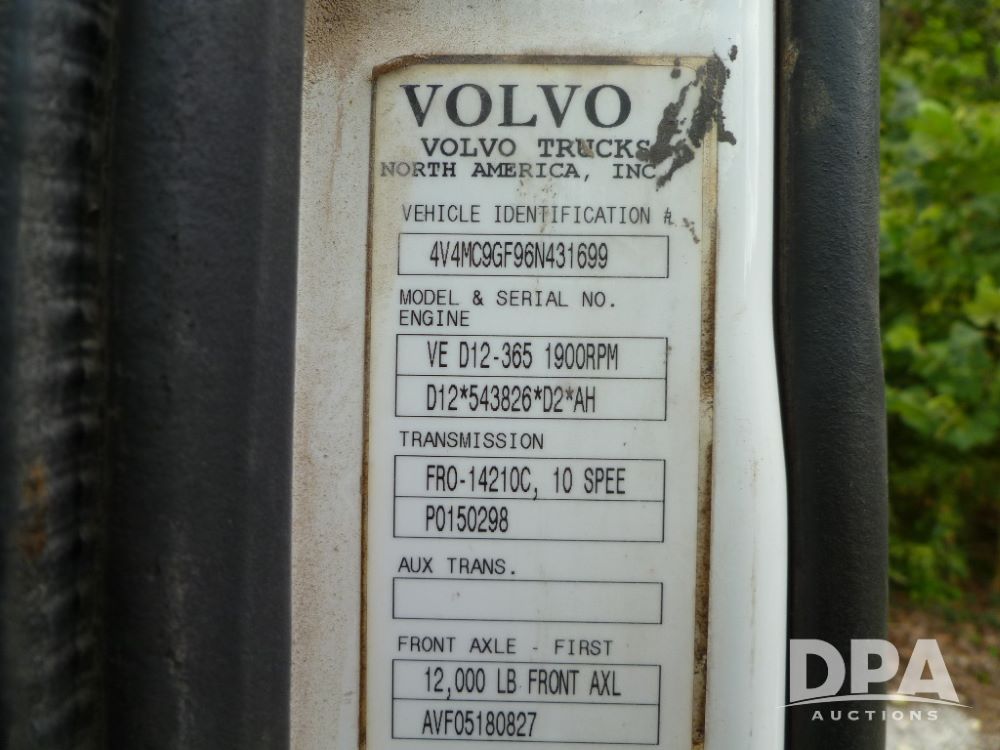 VOLVO
VOLVO TRUCKS
NORTH AMERICA, INC
VEHICLE IDENTIFICATION #
4V4MC9GF96N431699
MODEL & SERIAL NO.
ENGINE
VE D12-365 1900RPM
D12*543826*D2*AH
TRANSMISSION
FRO-14210C, 10 SPEE
P0150298
AUX TRANS.
FRONT AXLE - FIRST
12,000 LB FRONT AXL
AVF05180827
DPA
AUCTIONS